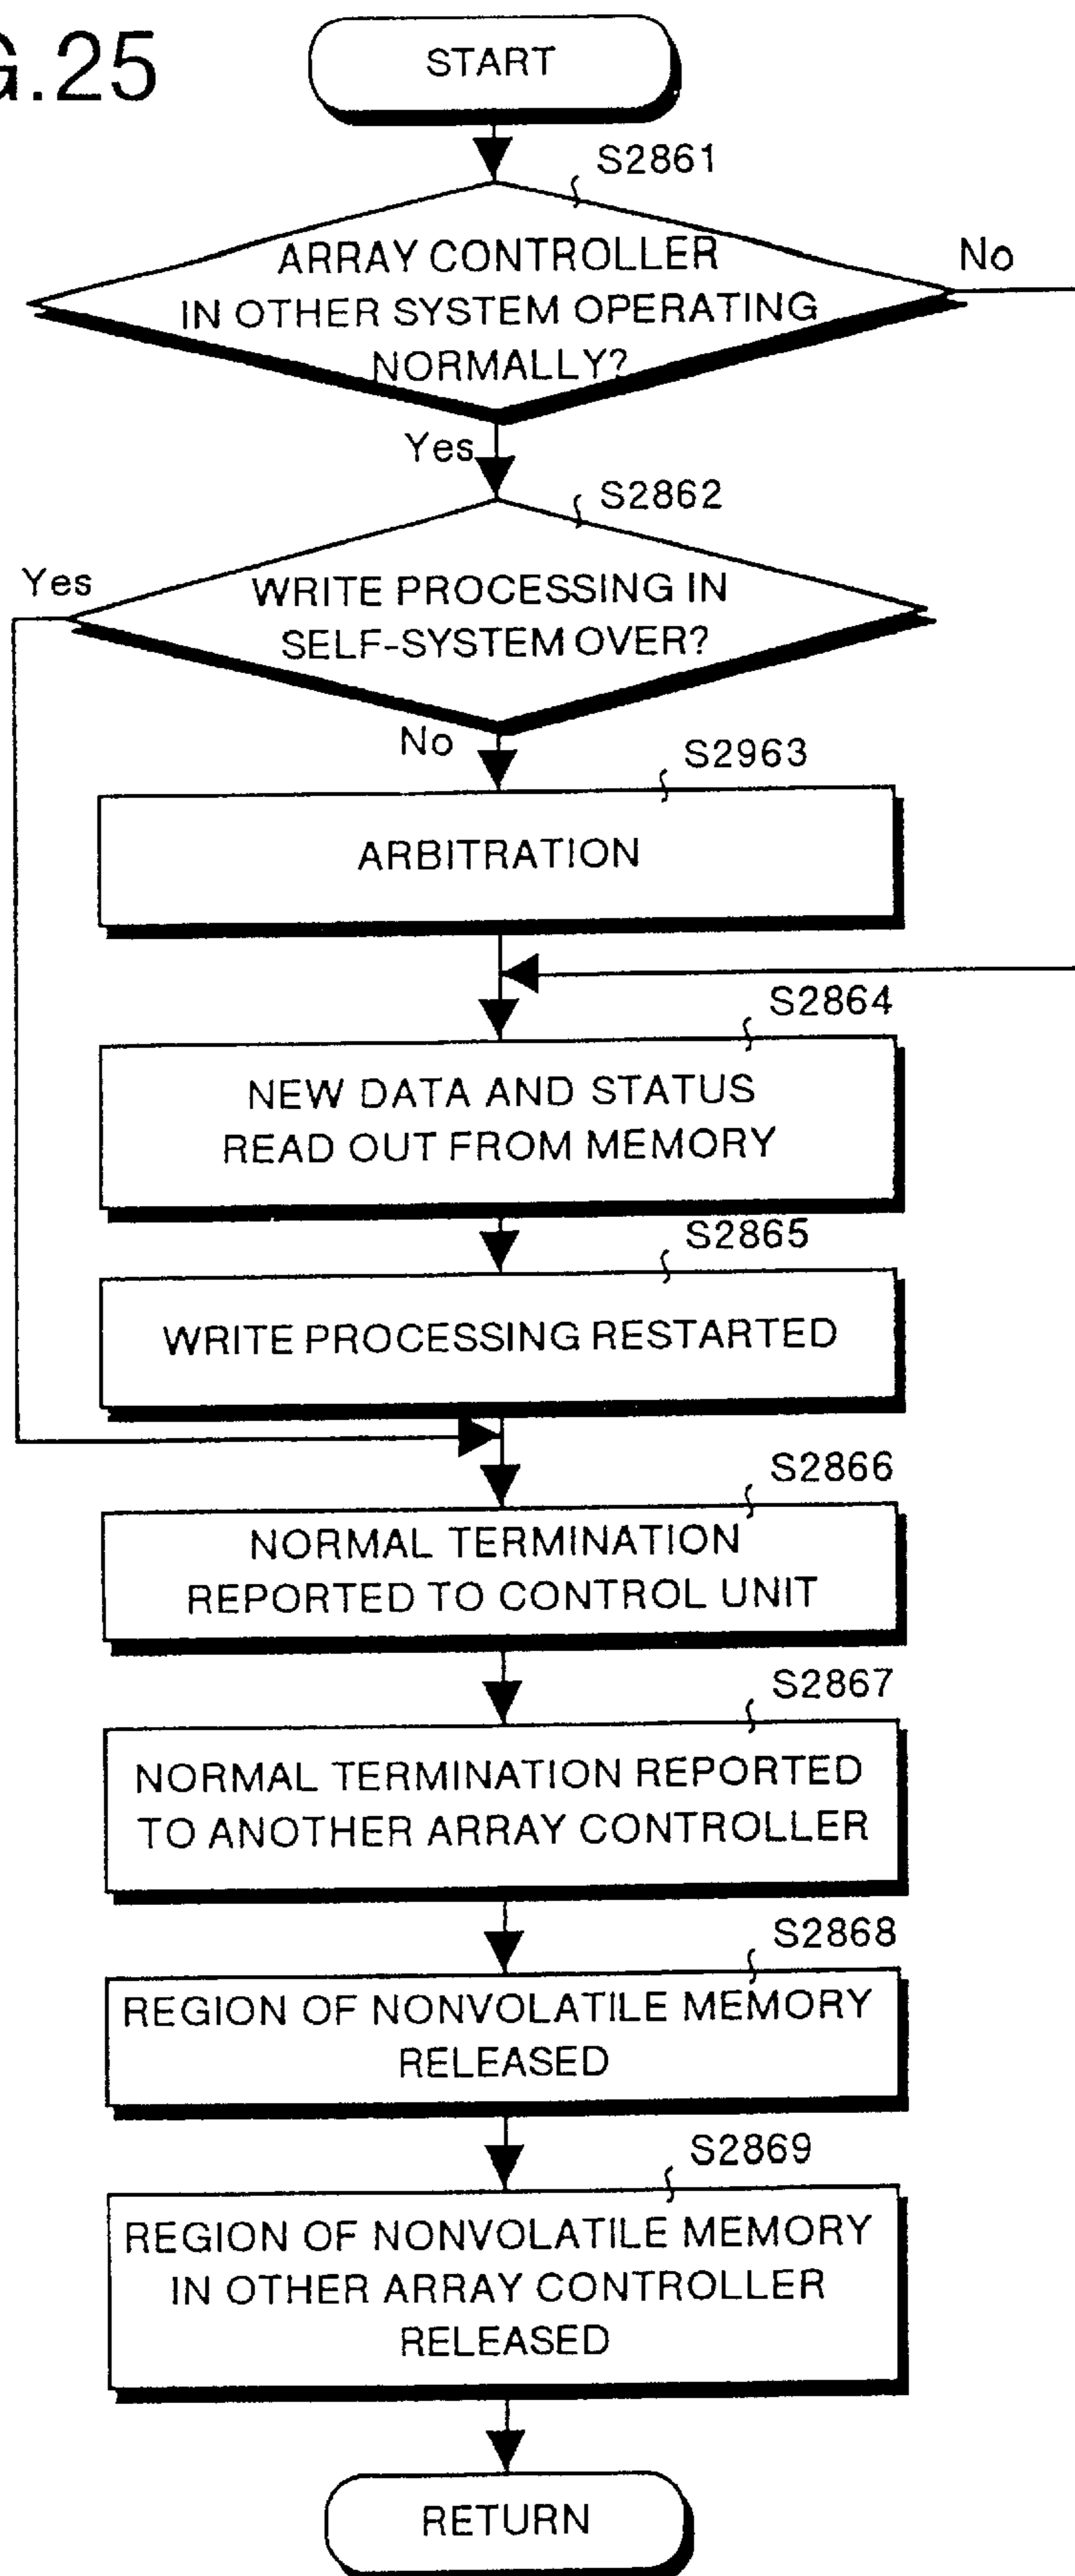 G.25
START
S2861
ARRAY CONTROLLER
IN OTHER SYSTEM OPERATING
NORMALLY?
No
Yes
S2862
Yes
WRITE PROCESSING IN
SELF-SYSTEM OVER?
No
S2963
ARBITRATION
S2864
NEW DATA AND STATUS
READ OUT FROM MEMORY
S2865
WRITE PROCESSING RESTARTED
S2866
NORMAL TERMINATION
REPORTED TO CONTROL UNIT
S2867
NORMAL TERMINATION REPORTED
TO ANOTHER ARRAY CONTROLLER
S2868
REGION OF NONVOLATILE MEMORY
RELEASED
S2869
REGION OF NONVOLATILE MEMORY
IN OTHER ARRAY CONTROLLER
RELEASED
RETURN